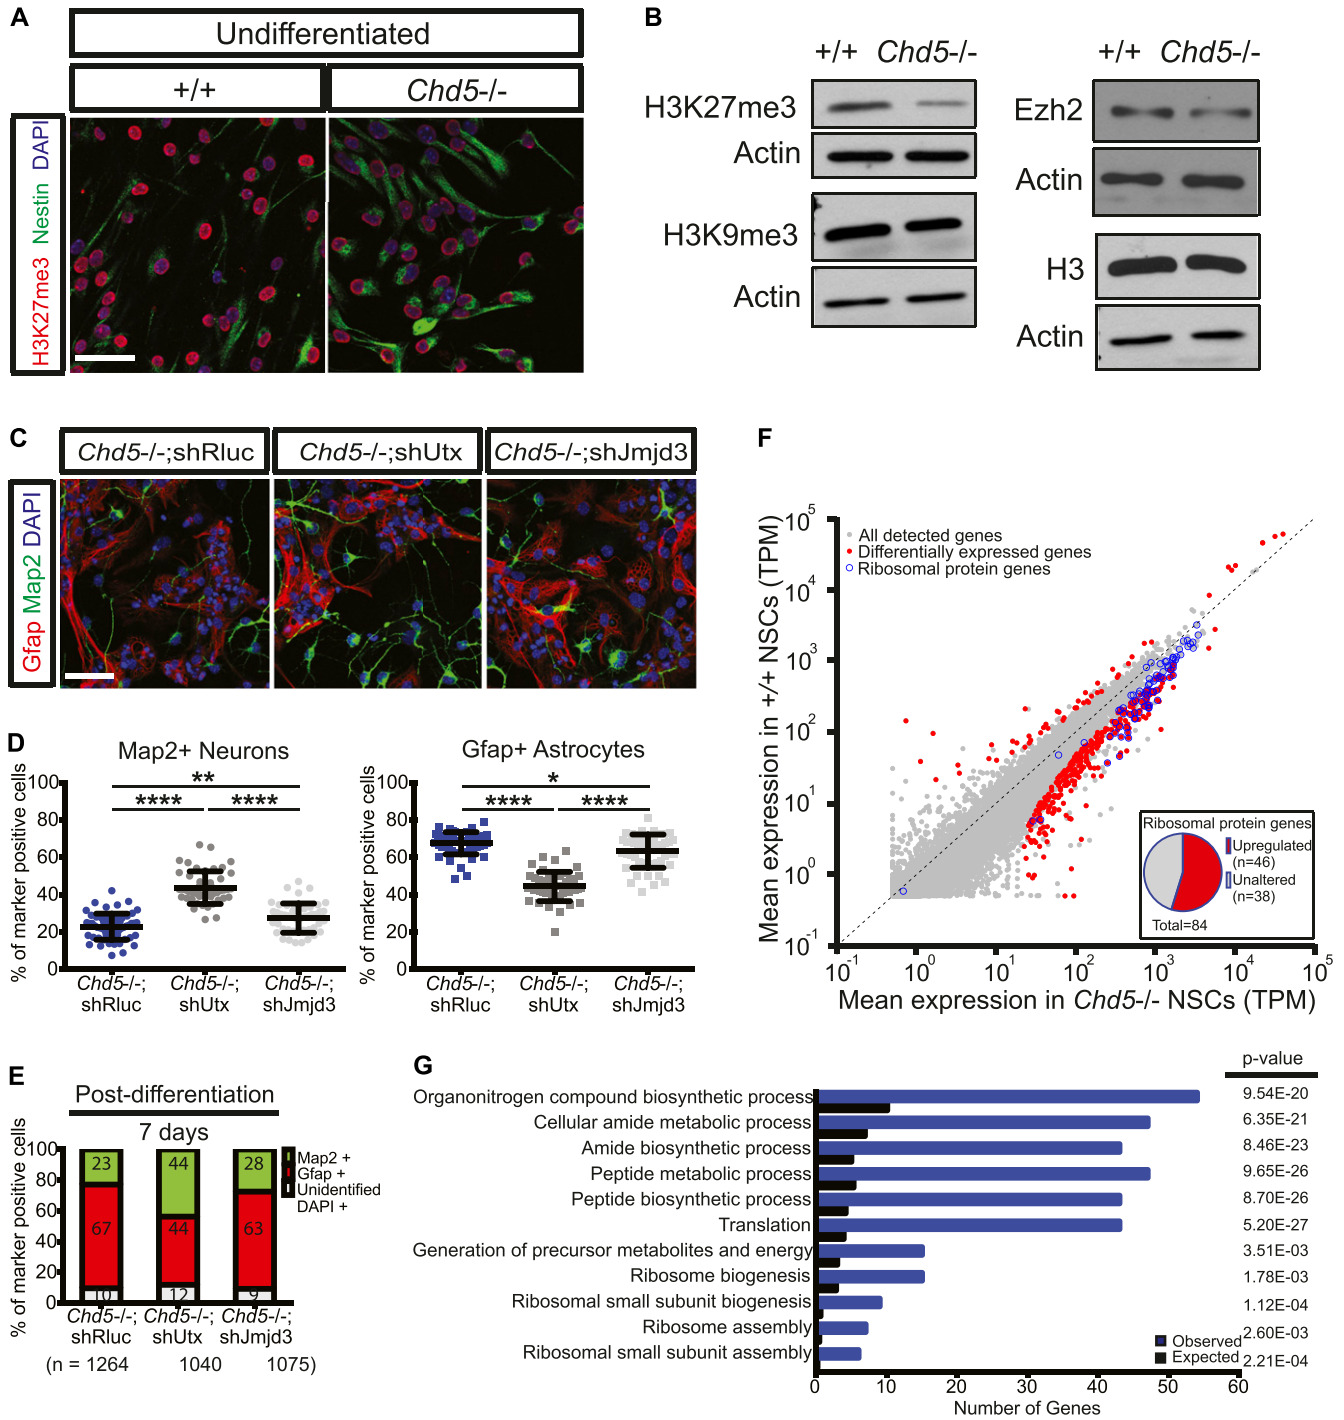 A
Undifferentiated
+/+
Chd5-/-
H3K27me3 Nestin DAPI
B
+/+ Chd5-/-
H3K27me3
Actin
H3K9me3
Actin
+/+ Chd5-/-
Ezh2
Actin
H3
Actin
C
Chd5-/-;shRluc
Chd5-/-;shUtx
Chd5-/-;shJmjd3
Gfap Map2 DAPI
D
Map2+ Neurons
% of marker positive cells
100
80
60
40
20
0
**
**** ****
Chd5-/-; shRluc
Chd5-/-; shUtx
Chd5-/-; shJmjd3
Gfap+ Astrocytes
% of marker positive cells
100
80
60
40
20
0
*
**** ****
Chd5-/-; shRluc
Chd5-/-; shUtx
Chd5-/-; shJmjd3
E
Post-differentiation
7 days
% of marker positive cells
100
80
60
40
20
0
23 44 28
67 44 63
10 12 9
Map2 +
Gfap +
Unidentified
DAPI +
Chd5-/-; Chd5-/-; Chd5-/-;
shRluc shUtx shJmjd3
(n = 1264 1040 1075)
F
Mean expression in +/+ NSCs (TPM)
10^5
10^4
10^3
10^2
10^1
10^0
10^-1
All detected genes
Differentially expressed genes
Ribosomal protein genes
Ribosomal protein genes
Upregulated
(n=46)
Unaltered
(n=38)
Total=84
10^-1 10^0 10^1 10^2 10^3 10^4 10^5
Mean expression in Chd5-/- NSCs (TPM)
G
p-value
Organonitrogen compound biosynthetic process 9.54E-20
Cellular amide metabolic process 6.35E-21
Amide biosynthetic process 8.46E-23
Peptide metabolic process 9.65E-26
Peptide biosynthetic process 8.70E-26
Translation 5.20E-27
Generation of precursor metabolites and energy 3.51E-03
Ribosome biogenesis 1.78E-03
Ribosomal small subunit biogenesis 1.12E-04
Ribosome assembly 2.60E-03
Ribosomal small subunit assembly 2.21E-04
Observed
Expected
0 10 20 30 40 50 60
Number of Genes